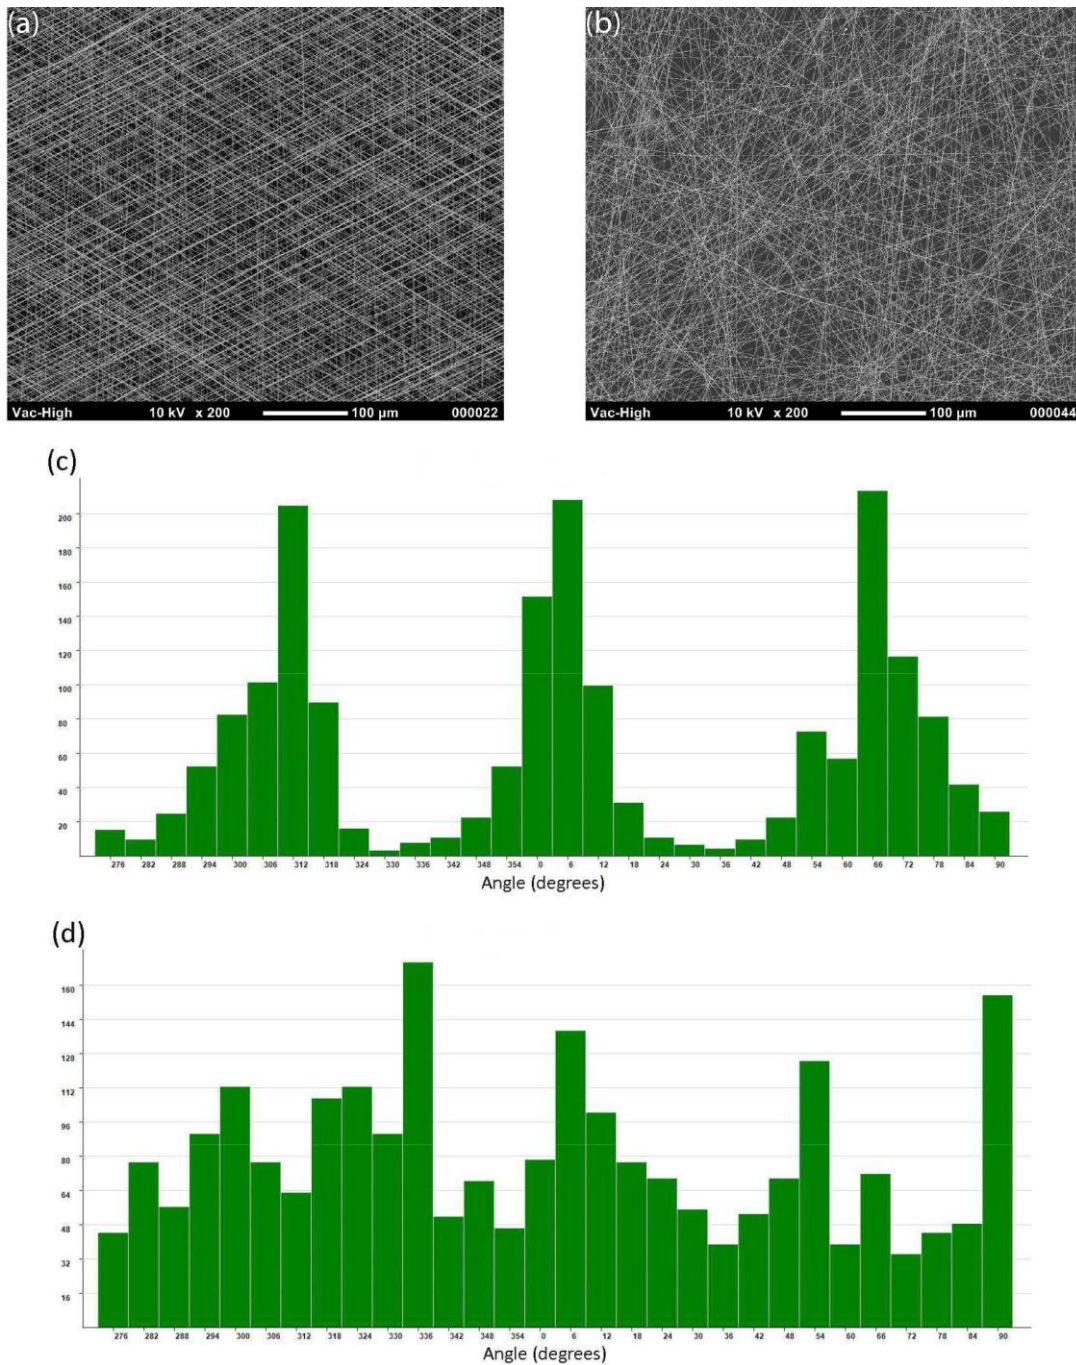 (a) (b)
Vac-High 10 kV x 200 100 µm 000022
Vac-High 10 kV x 200 100 µm 000044
(c)
200
180
160
140
120
100
80
60
40
20
276 282 288 294 300 306 312 318 324 330 336 342 348 354 0 6 12 18 24 30 36 42 48 54 60 66 72 78 84 90
Angle (degrees)
(d)
160
144
128
112
96
80
64
48
32
16
276 282 288 294 300 306 312 318 324 330 336 342 348 354 0 6 12 18 24 30 36 42 48 54 60 66 72 78 84 90
Angle (degrees)